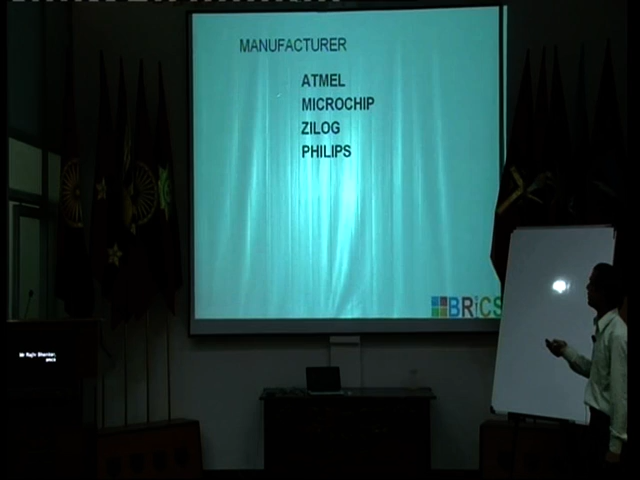 MANUFACTURER
ATMEL
MICROCHIP
ZILOG
PHILIPS
BRiCS